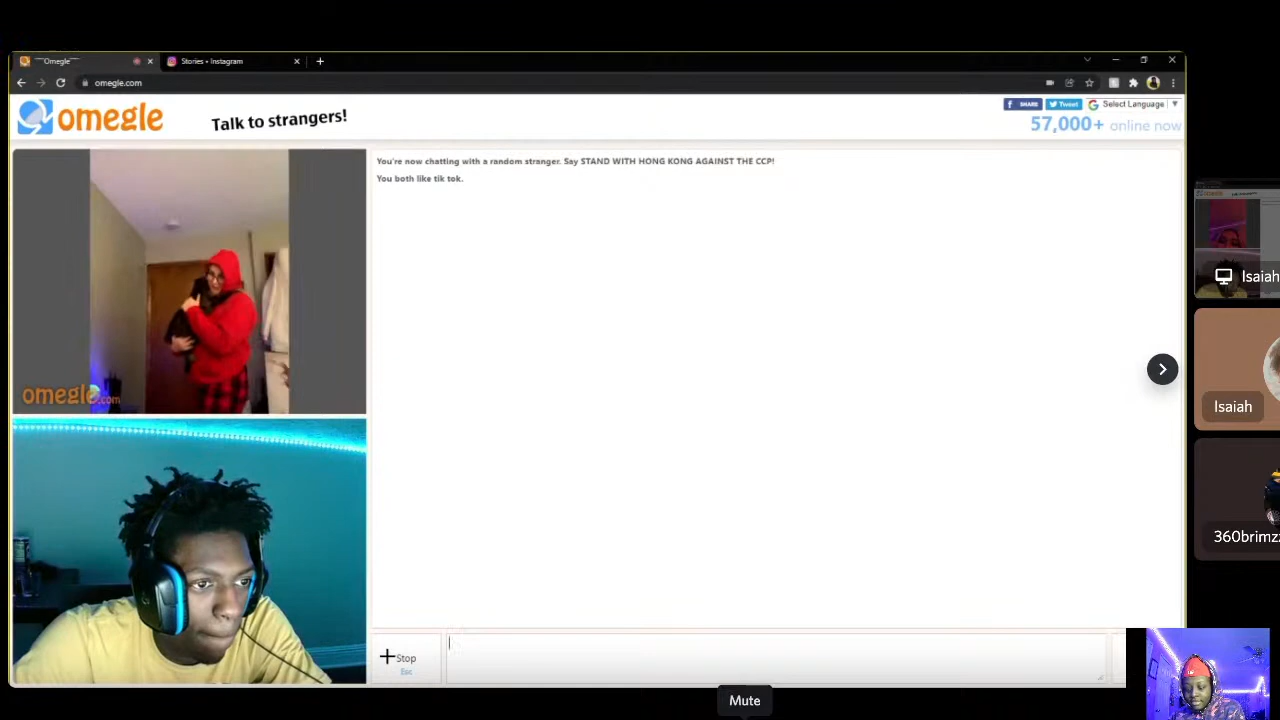 Omegle
Stories • Instagram
omegle.com
omegle
Talk to strangers!
SHARE
Tweet
Select Language
57,000+ online now
You're now chatting with a random stranger. Say STAND WITH HONG KONG AGAINST THE CCP!
You both like tik tok.
omegle.com
Isaiah
Isaiah
360brimz
Stop
Esc
Mute